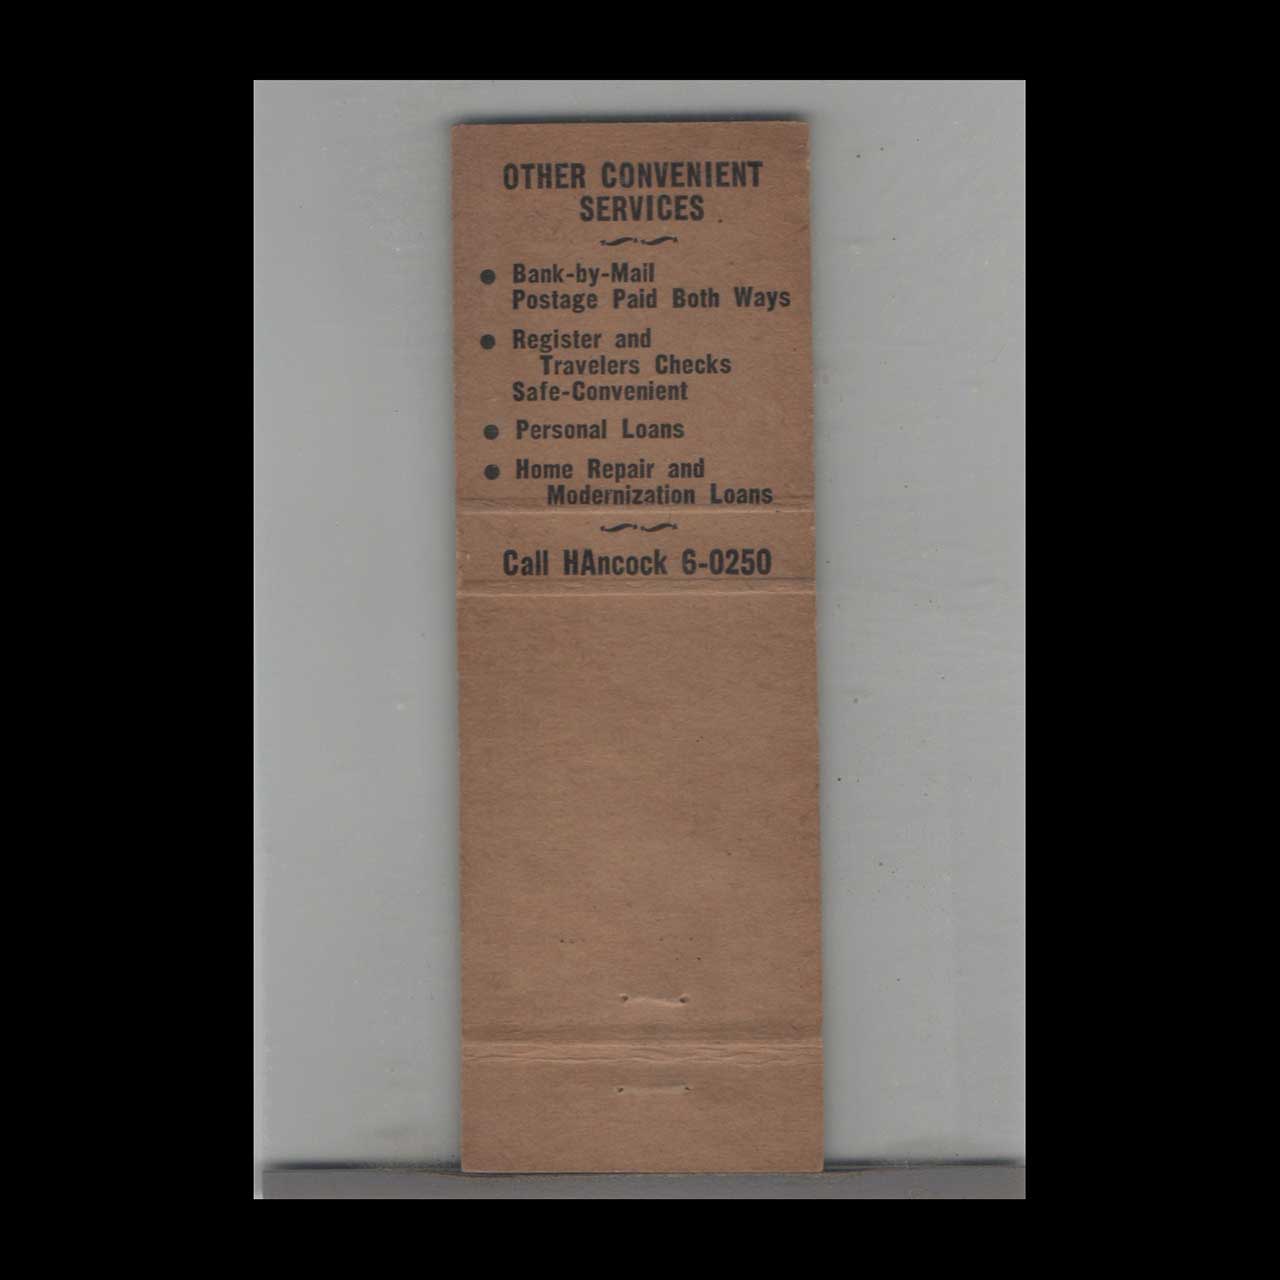 OTHER CONVENIENT
SERVICES
● Bank-by-Mail
Postage Paid Both Ways
● Register and
Travelers Checks
Safe-Convenient
● Personal Loans
● Home Repair and
Modernization Loans
Call HAncock 6-0250